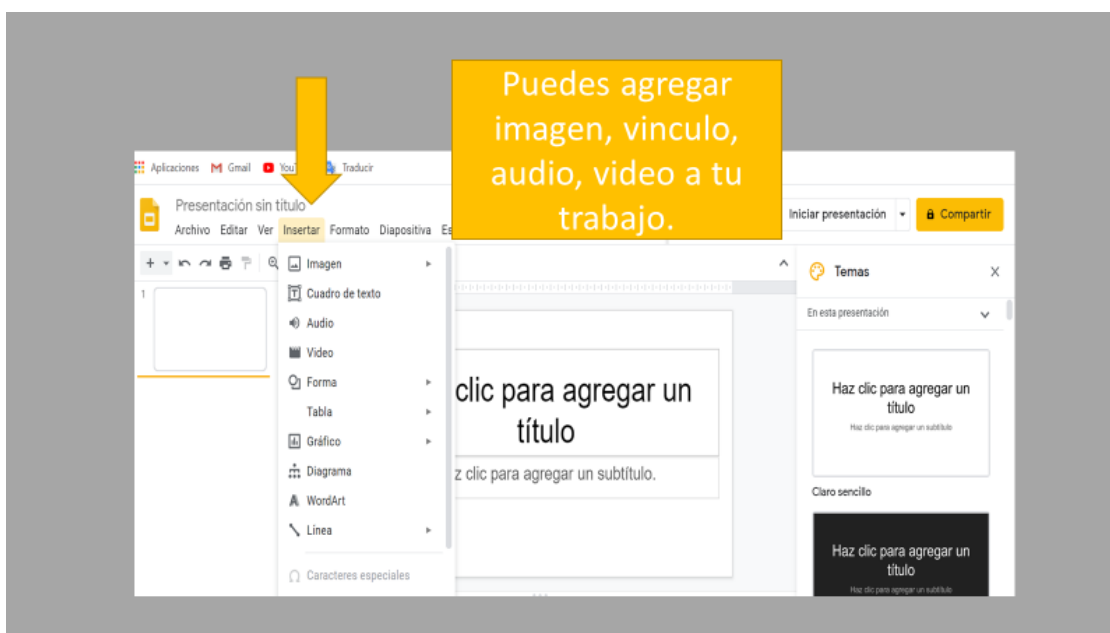 Puedes agregar
imagen, vinculo,
audio, video a tu
trabajo.
Aplicaciones Gmail Traducir
Presentación sin título
Iniciar presentación Compartir
Archivo Editar Ver Insertar Formato Diapositiva
Imagen
Cuadro de texto
Audio
Video
Forma
Tabla
Gráfico
Diagrama
WordArt
Línea
Caracteres especiales
1
clic para agregar un
título
clic para agregar un subtítulo.
Temas
En esta presentación
Haz clic para agregar un
título
Haz clic para agregar un subtítulo
Claro sencillo
Haz clic para agregar un
título
Haz clic para agregar un subtítulo